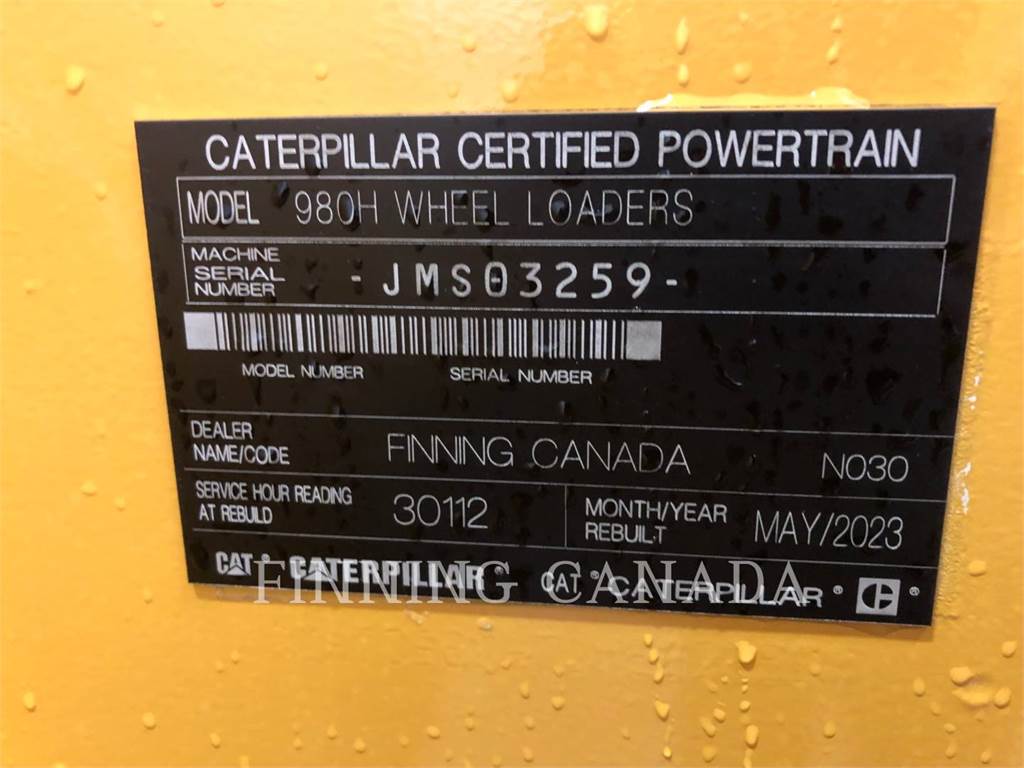 CATERPILLAR CERTIFIED POWERTRAIN
MODEL 980H WHEEL LOADERS
MACHINE
SERIAL
NUMBER
-JMS03259-
MODEL NUMBER SERIAL NUMBER
DEALER
NAME/CODE
FINNING CANADA N030
SERVICE HOUR READING
AT REBUILD
30112
MONTH/YEAR
REBUILT
MAY/2023
CAT® CATERPILLAR® CAT® CATERPILLAR® C®
FINNING CANADA